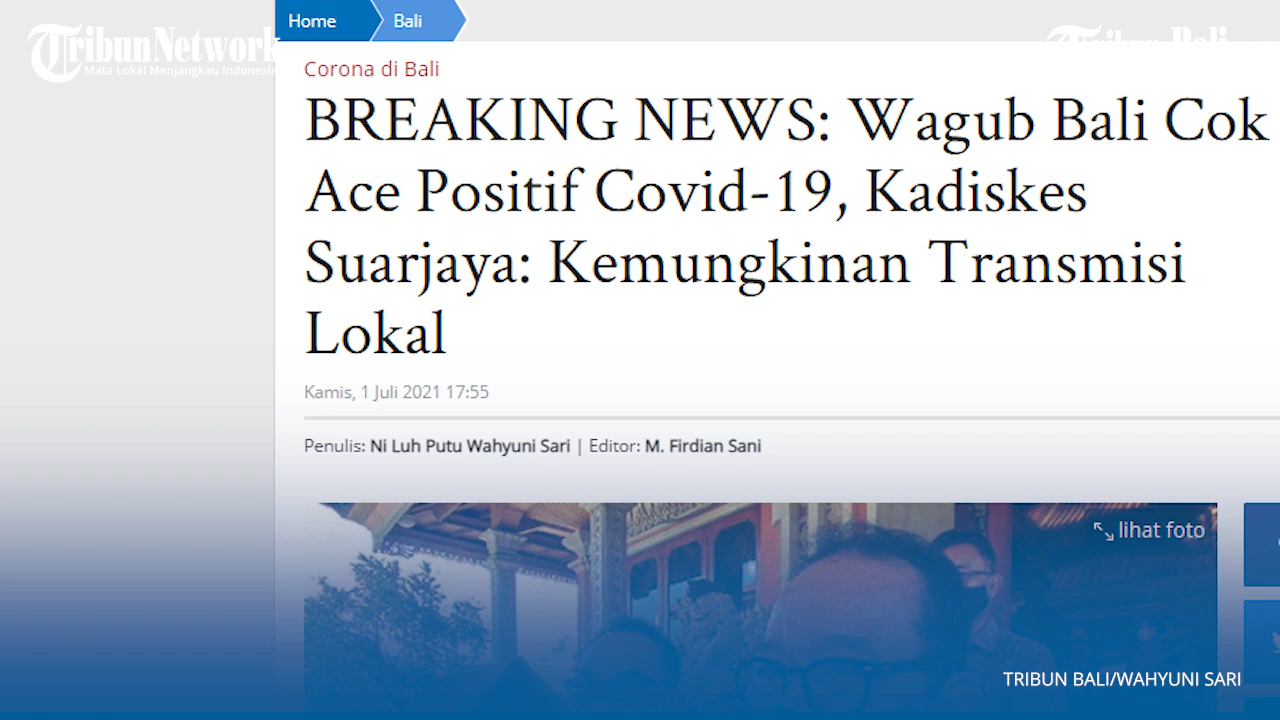 Home
Bali
TribunNetwork
Mata Lokal Menjangkau Indonesia
Corona di Bali
BREAKING NEWS: Wagub Bali Cok
Ace Positif Covid-19, Kadiskes
Suarjaya: Kemungkinan Transmisi
Lokal
Kamis, 1 Juli 2021 17:55
Penulis: Ni Luh Putu Wahyuni Sari | Editor: M. Firdian Sani
lihat foto
TRIBUN BALI/WAHYUNI SARI